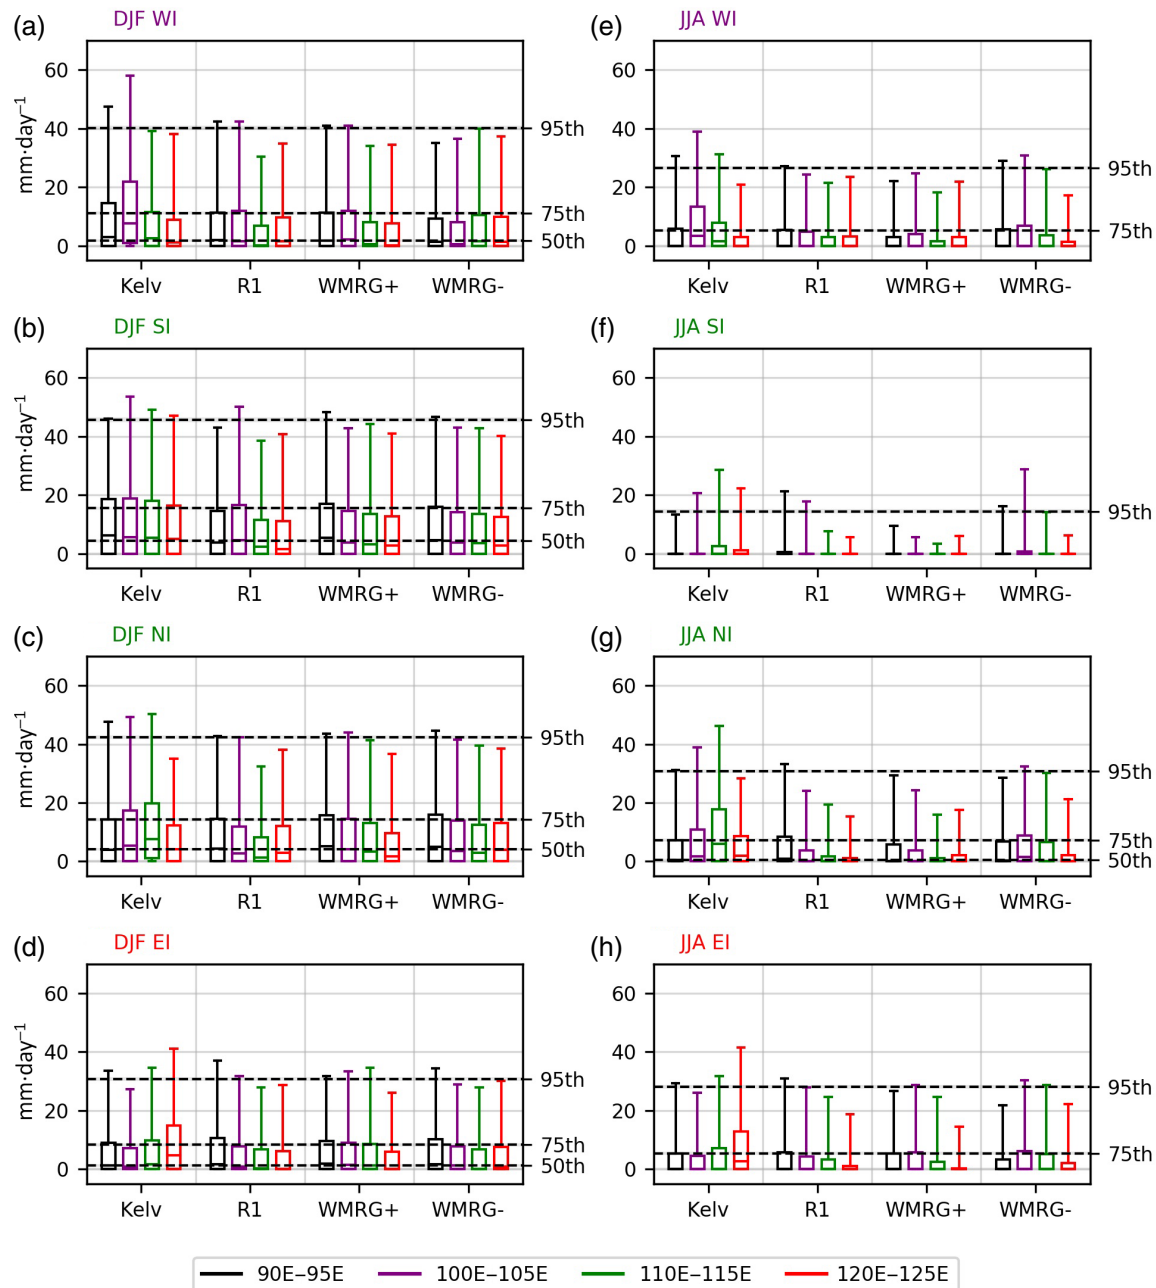 (a) DJF WI
60
40
20
0
mm·day⁻¹
95th
75th
50th
Kelv R1 WMRG+ WMRG-
(e) JJA WI
60
40
20
0
95th
75th
Kelv R1 WMRG+ WMRG-
(b) DJF SI
60
40
20
0
mm·day⁻¹
95th
75th
50th
Kelv R1 WMRG+ WMRG-
(f) JJA SI
60
40
20
0
95th
Kelv R1 WMRG+ WMRG-
(c) DJF NI
60
40
20
0
mm·day⁻¹
95th
75th
50th
Kelv R1 WMRG+ WMRG-
(g) JJA NI
60
40
20
0
95th
75th
50th
Kelv R1 WMRG+ WMRG-
(d) DJF EI
60
40
20
0
mm·day⁻¹
95th
75th
50th
Kelv R1 WMRG+ WMRG-
(h) JJA EI
60
40
20
0
95th
75th
Kelv R1 WMRG+ WMRG-
90E–95E 100E–105E 110E–115E 120E–125E